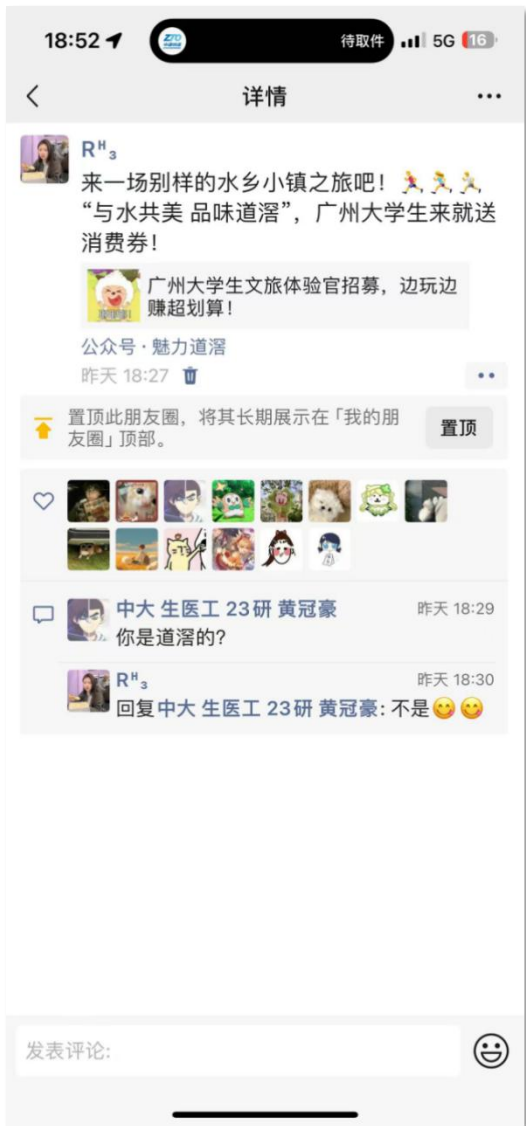 18:52
待取件
5G
16
详情
Rᴴ₃
来一场别样的水乡小镇之旅吧！
“与水共美 品味道滘”，广州大学生来就送
消费券！
广州大学生文旅体验官招募，边玩边
赚超划算！
公众号 · 魅力道滘
昨天 18:27
置顶此朋友圈，将其长期展示在「我的朋
友圈」顶部。
置顶
中大 生医工 23研 黄冠豪
昨天 18:29
你是道滘的?
Rᴴ₃
昨天 18:30
回复中大 生医工 23研 黄冠豪: 不是
发表评论: